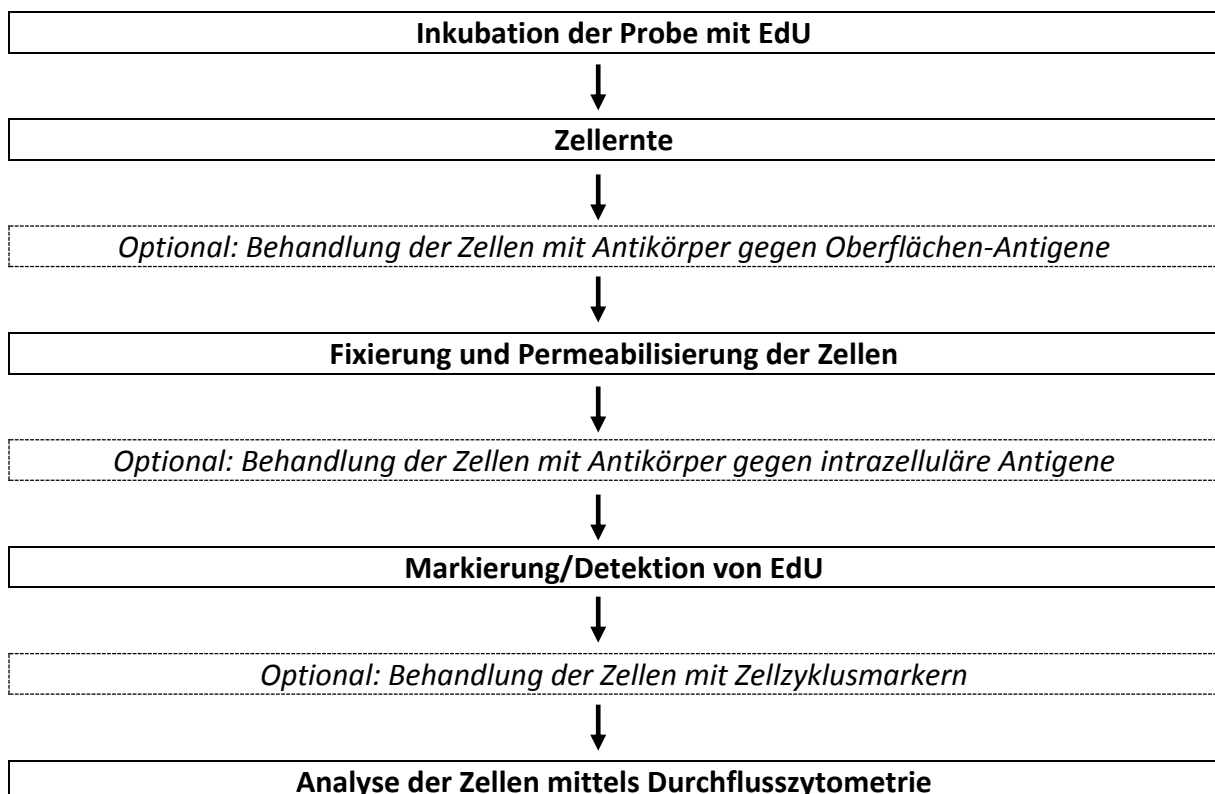 Inkubation der Probe mit EdU
Zellernte
Optional: Behandlung der Zellen mit Antikörper gegen Oberflächen-Antigene
Fixierung und Permeabilisierung der Zellen
Optional: Behandlung der Zellen mit Antikörper gegen intrazelluläre Antigene
Markierung/Detektion von EdU
Optional: Behandlung der Zellen mit Zellzyklusmarkern
Analyse der Zellen mittels Durchflusszytometrie